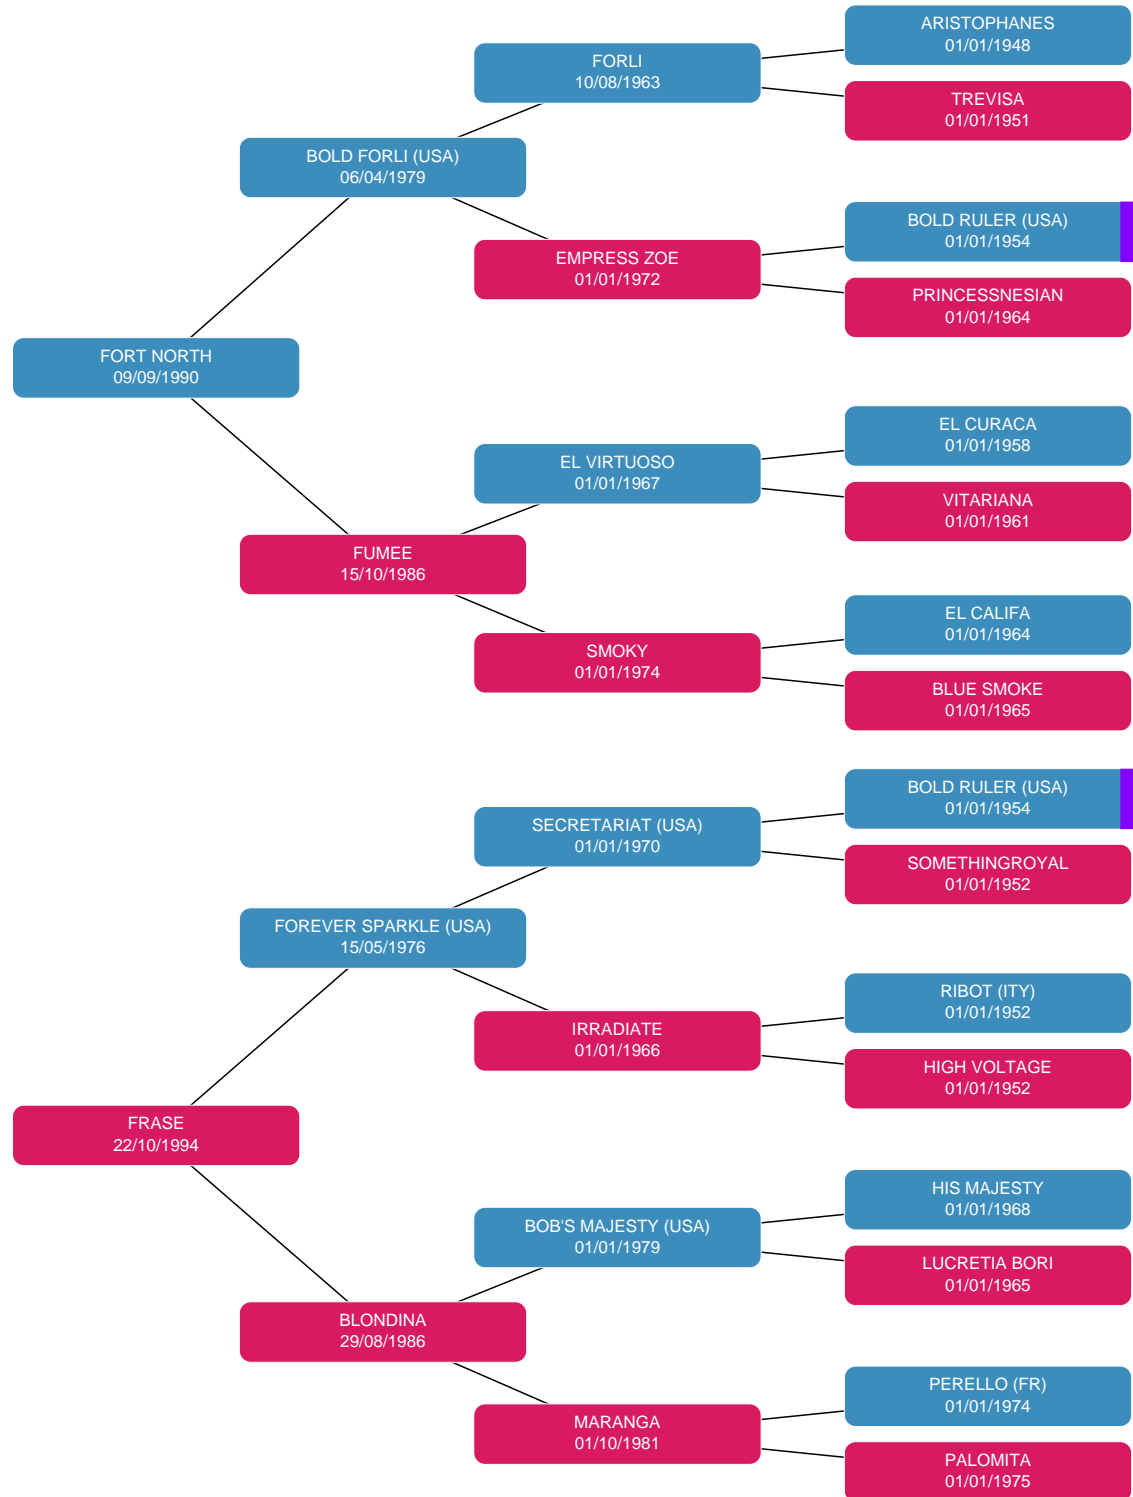 ARISTOPHANES
01/01/1948
FORLI
10/08/1963
TREVISA
01/01/1951
BOLD FORLI (USA)
06/04/1979
BOLD RULER (USA)
01/01/1954
EMPRESS ZOE
01/01/1972
PRINCESSNESIAN
01/01/1964
FORT NORTH
09/09/1990
EL CURACA
01/01/1958
EL VIRTUOSO
01/01/1967
VITARIANA
01/01/1961
FUMEE
15/10/1986
EL CALIFA
01/01/1964
SMOKY
01/01/1974
BLUE SMOKE
01/01/1965
BOLD RULER (USA)
01/01/1954
SECRETARIAT (USA)
01/01/1970
SOMETHINGROYAL
01/01/1952
FOREVER SPARKLE (USA)
15/05/1976
RIBOT (ITY)
01/01/1952
IRRADIATE
01/01/1966
HIGH VOLTAGE
01/01/1952
FRASE
22/10/1994
HIS MAJESTY
01/01/1968
BOB'S MAJESTY (USA)
01/01/1979
LUCRETIA BORI
01/01/1965
BLONDINA
29/08/1986
PERELLO (FR)
01/01/1974
MARANGA
01/10/1981
PALOMITA
01/01/1975